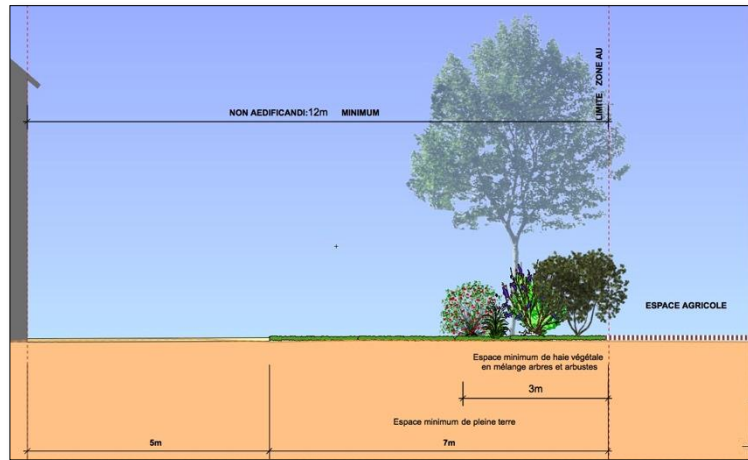 LIMITE ZONE AU
NON AEDIFICANDI:12m MINIMUM
ESPACE AGRICOLE
Espace minimum de haie végétale
en mélange arbres et arbustes
3m
Espace minimum de pleine terre
5m
7m